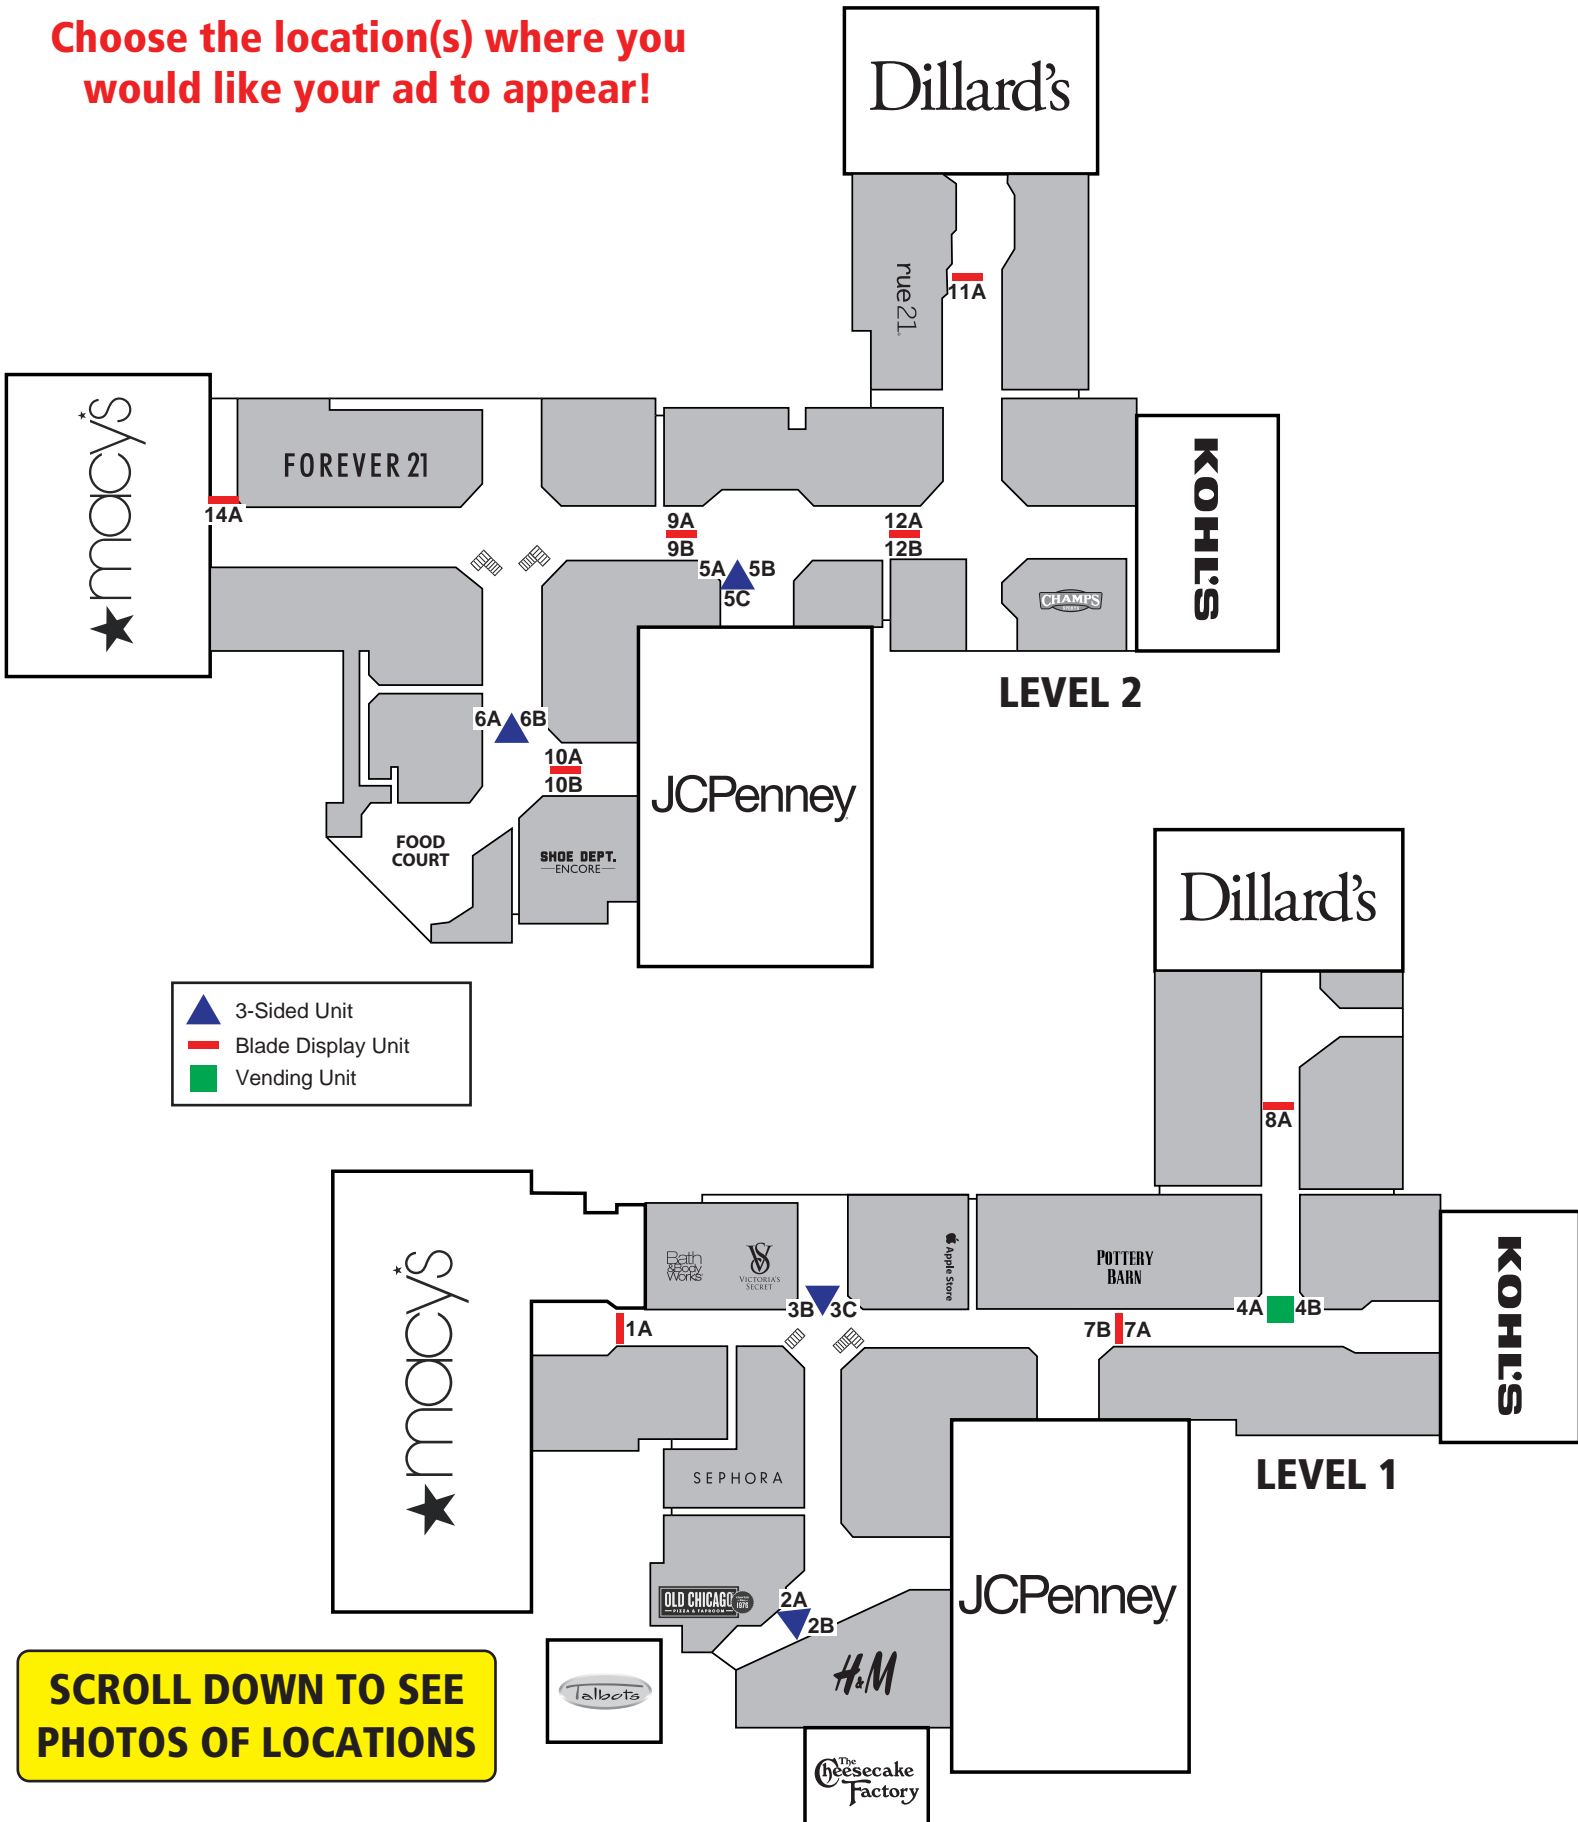 Choose the location(s) where you
would like your ad to appear!
Dillard's
rue21
11A
macy's
FOREVER 21
14A
KOHL'S
9A
9B
12A
12B
5A
5B
5C
CHAMPS
SPORTS
LEVEL 2
6A
6B
10A
10B
JCPenney
FOOD
COURT
SHOE DEPT.
ENCORE
3-Sided Unit
Blade Display Unit
Vending Unit
Dillard's
8A
macy's
Bath
&Body
Works
VS
VICTORIA'S
SECRET
Apple Store
POTTERY
BARN
KOHL'S
1A
3B
3C
7B
7A
4A
4B
LEVEL 1
SEPHORA
OLD CHICAGO
PIZZA & TAPROOM
1976
2A
2B
JCPenney
H&M
Talbots
The
Cheesecake
Factory
SCROLL DOWN TO SEE
PHOTOS OF LOCATIONS